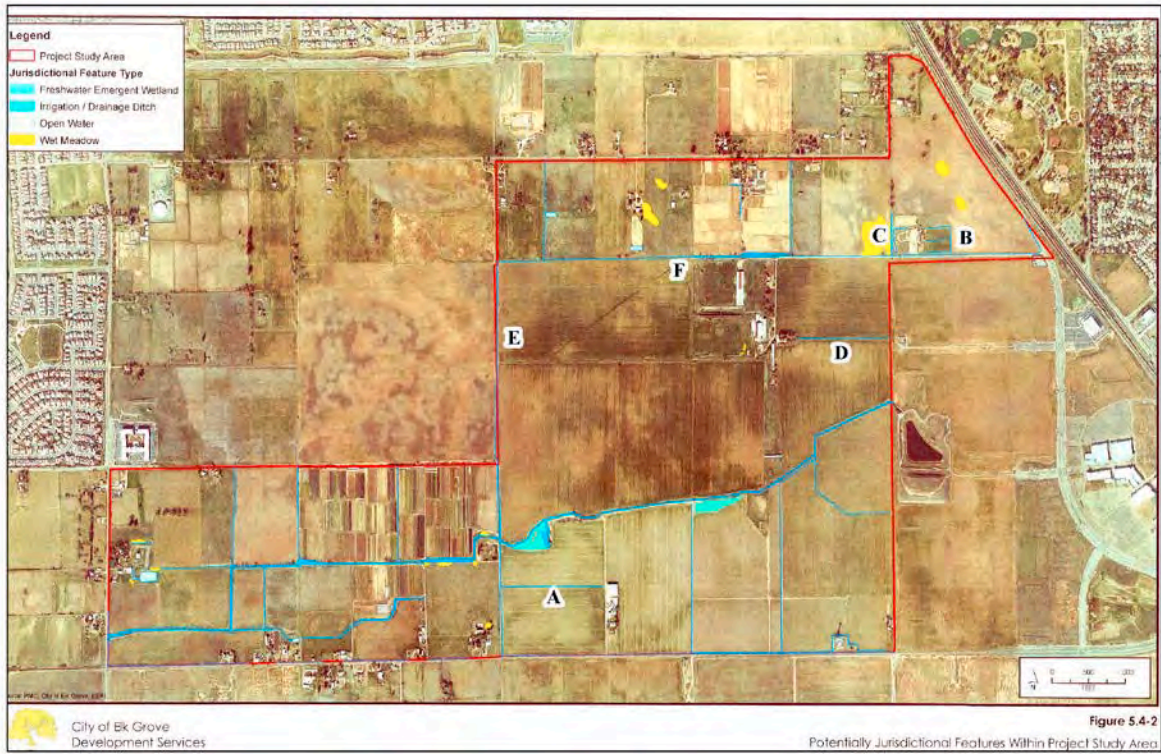 Legend
Project Study Area
Jurisdictional Feature Type
Freshwater Emergent Wetland
Irrigation / Drainage Ditch
Open Water
Wet Meadow
C
B
F
E
D
A
N
0
City of Elk Grove
Development Services
Figure 5.4-2
Potentially Jurisdictional Features Within Project Study Area